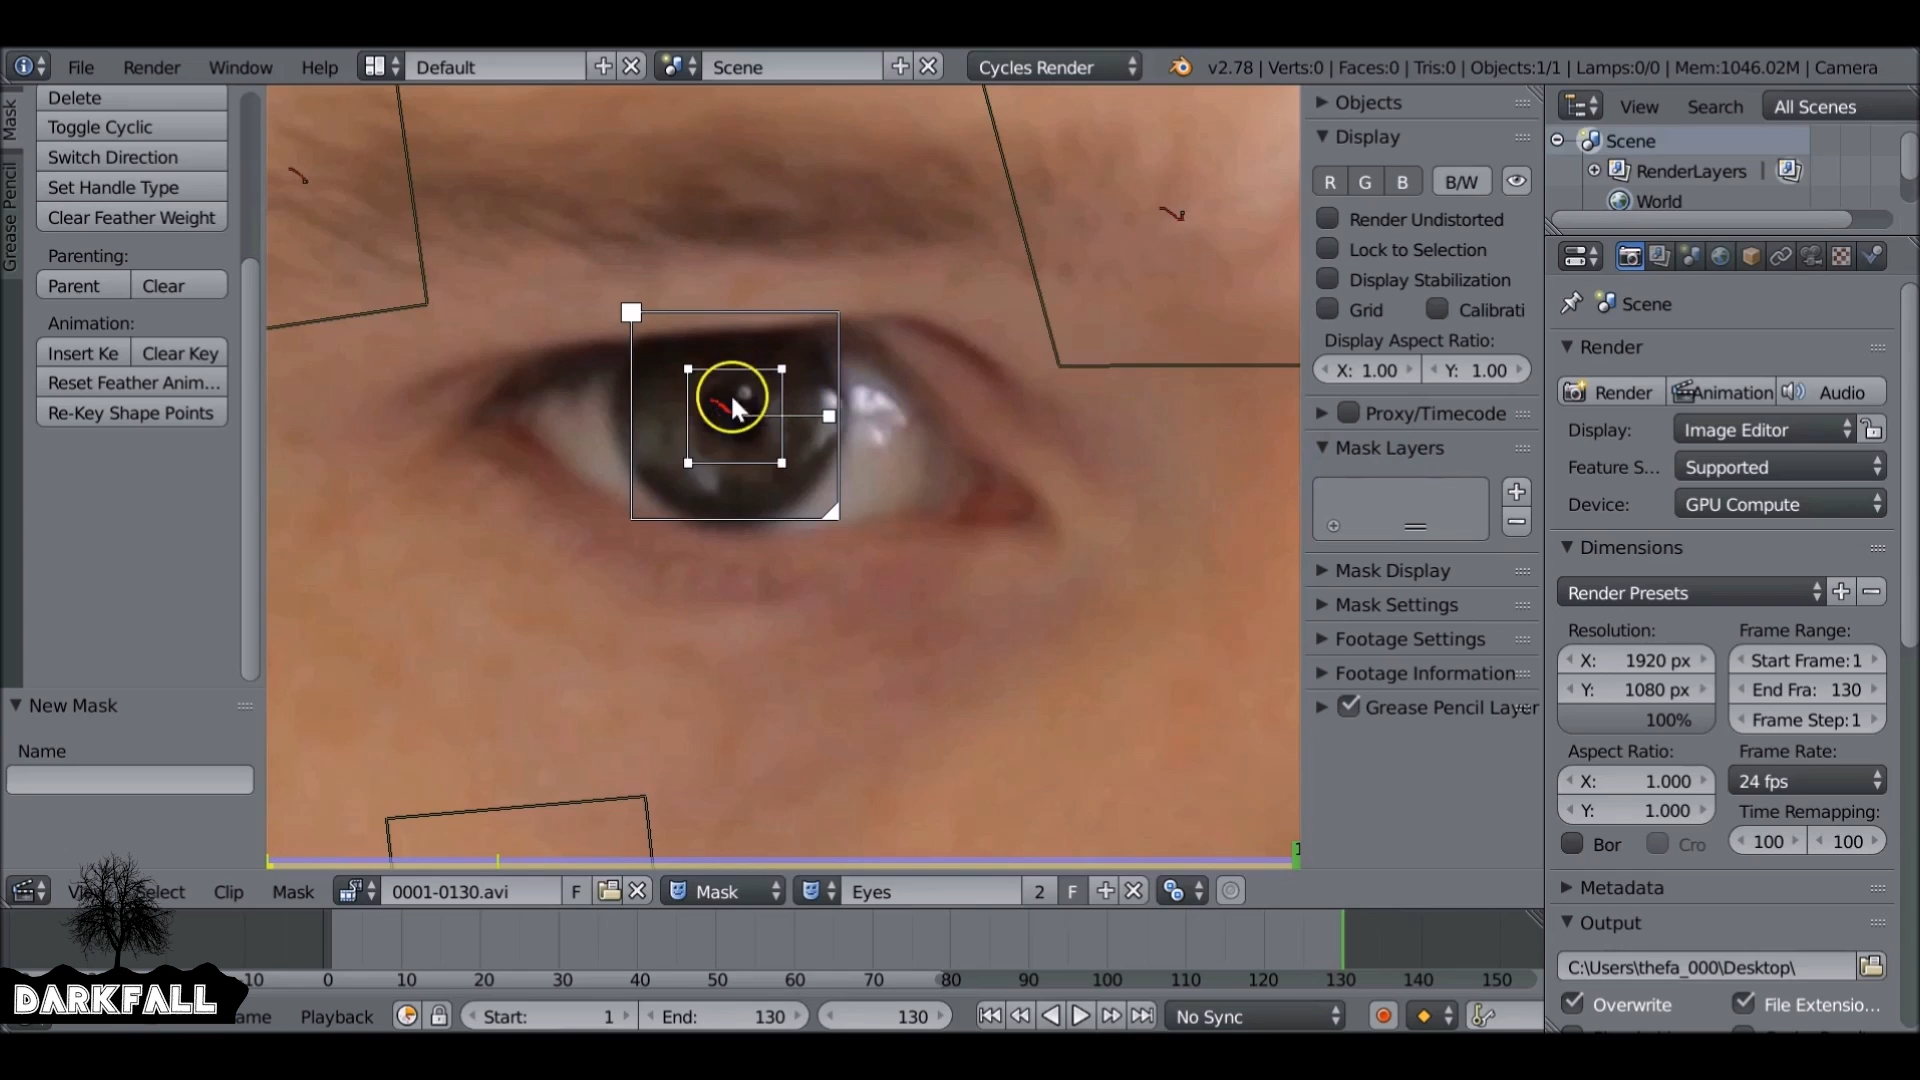 File Render Window Help Default Scene Cycles Render v2.78 | Verts:0 | Faces:0 | Tris:0 | Objects:1/1 | Lamps:0/0 | Mem:1046.02M | Camera
Mask
Grease Pencil
Delete
Toggle Cyclic
Switch Direction
Set Handle Type
Clear Feather Weight
Parenting:
Parent Clear
Animation:
Insert Ke Clear Key
Reset Feather Anim...
Re-Key Shape Points
New Mask
Name
Objects
Display
R G B B/W
Render Undistorted
Lock to Selection
Display Stabilization
Grid Calibrati
Display Aspect Ratio:
X: 1.00 Y: 1.00
Proxy/Timecode
Mask Layers
Mask Display
Mask Settings
Footage Settings
Footage Information
Grease Pencil Layer
View Search All Scenes
Scene
RenderLayers
World
Scene
Render
Render Animation Audio
Display: Image Editor
Feature S... Supported
Device: GPU Compute
Dimensions
Render Presets
Resolution: Frame Range:
X: 1920 px Start Frame:1
Y: 1080 px End Fra: 130
100% Frame Step:1
Aspect Ratio: Frame Rate:
X: 1.000 24 fps
Y: 1.000 Time Remapping:
Bor Cro 100 100
Metadata
Output
C:\Users\thefa_000\Desktop\
Overwrite File Extensio...
Clip Mask 0001-0130.avi F Mask Eyes 2 F
10 0 10 20 30 40 50 60 70 80 90 100 110 120 130 140 150
Playback Start: 1 End: 130 130 No Sync
DARKFALL